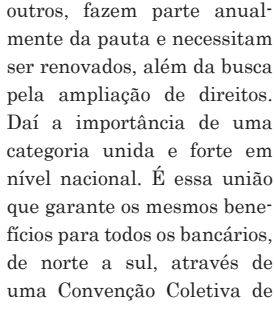 outros, fazem parte anual-
mente da pauta e necessitam
ser renovados, além da busca
pela ampliação de direitos.
Daí a importância de uma
categoria unida e forte em
nível nacional. É essa união
que garante os mesmos bene-
fícios para todos os bancários,
de norte a sul, através de
uma Convenção Coletiva de